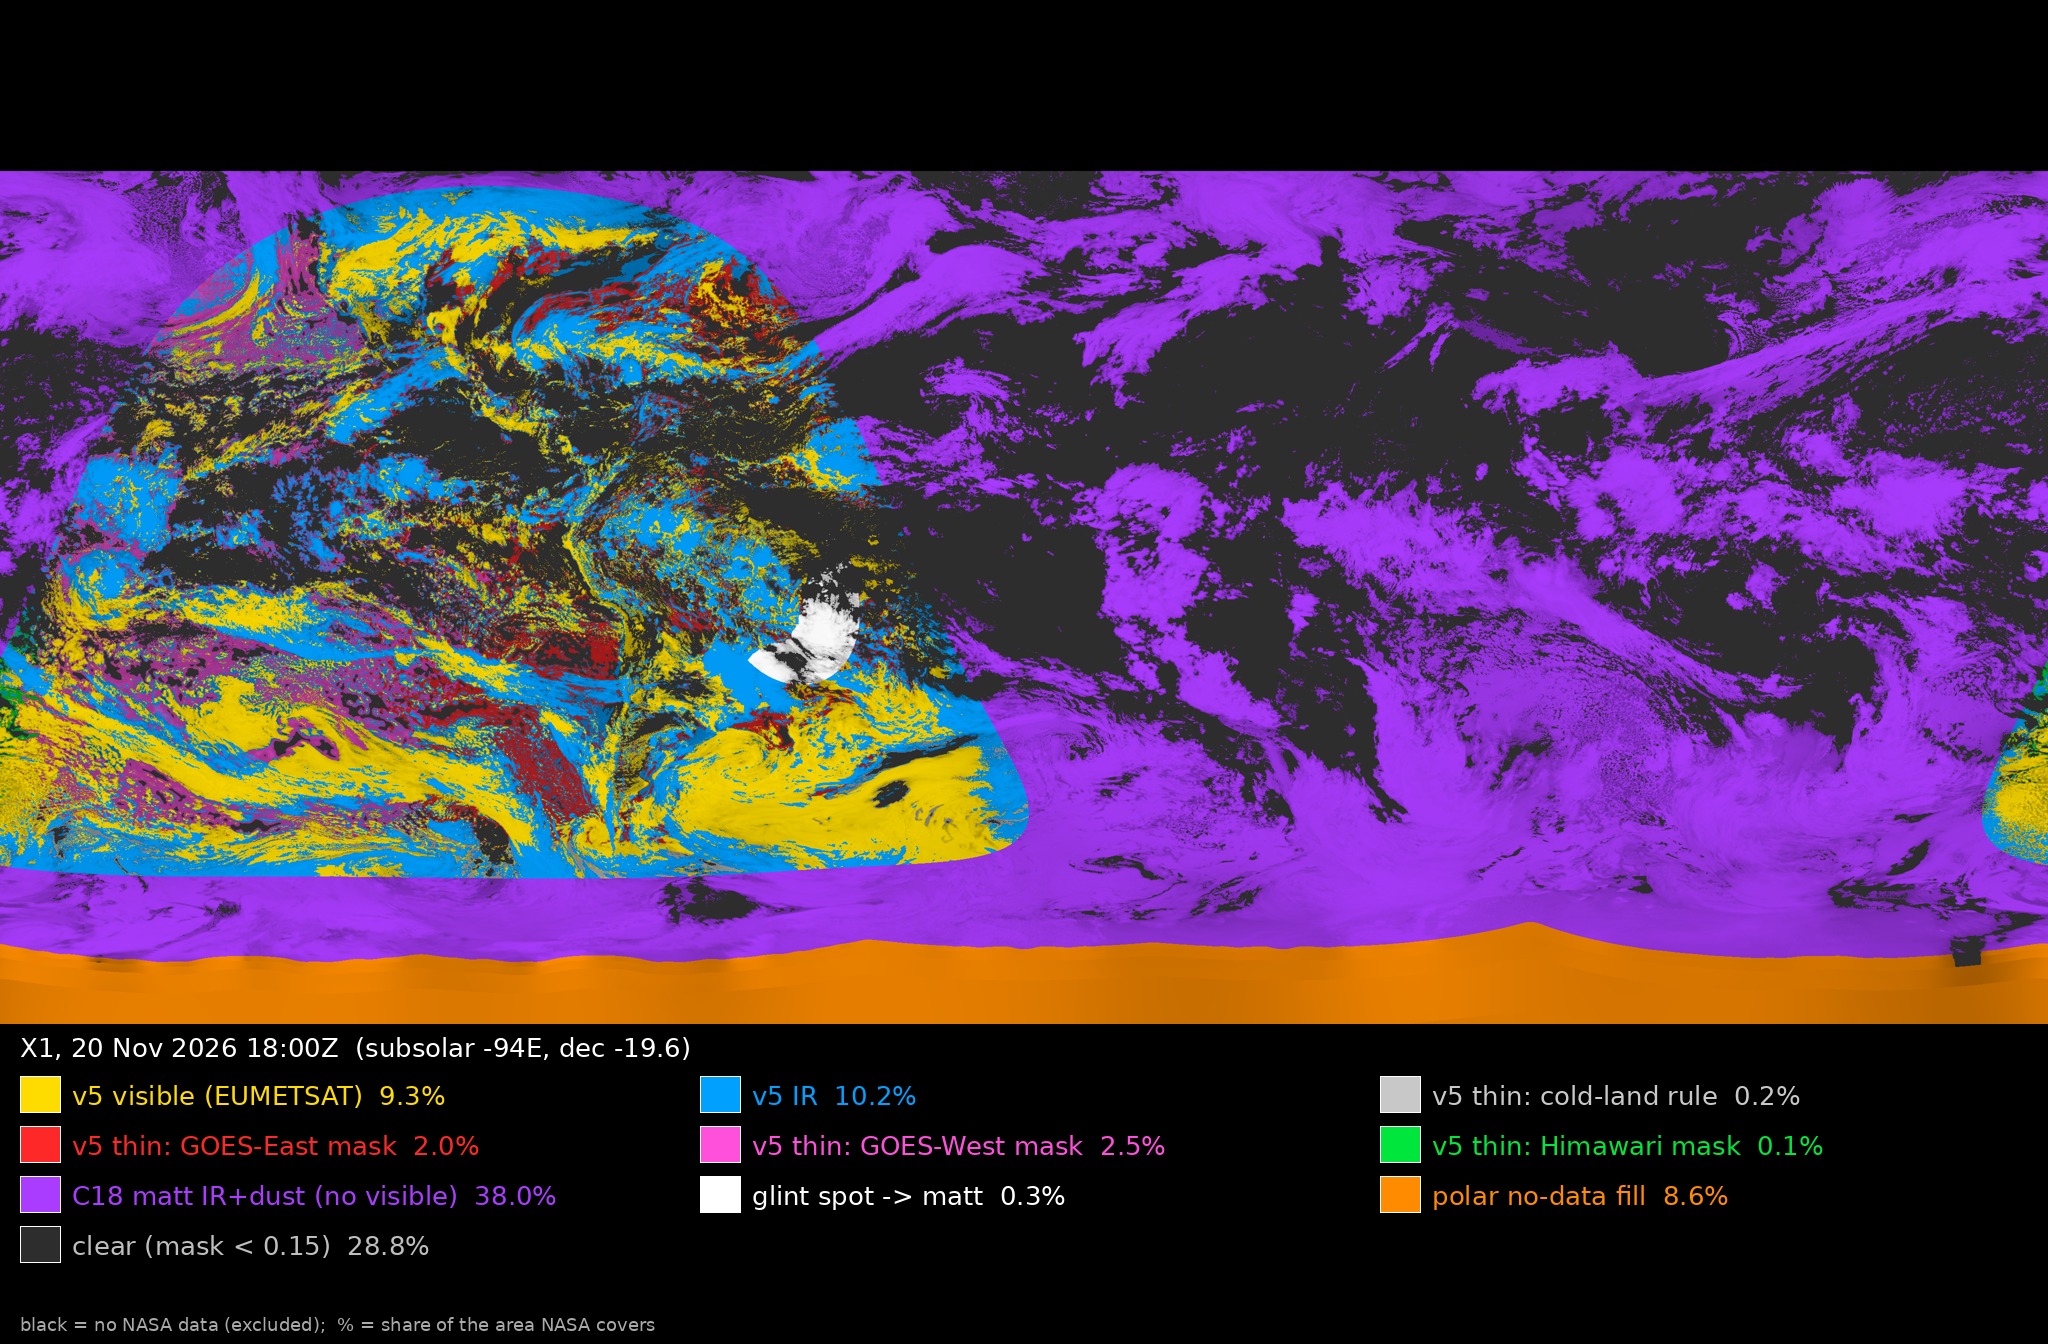 X1, 20 Nov 2026 18:00Z  (subsolar -94E, dec -19.6)
v5 visible (EUMETSAT)  9.3%
v5 IR  10.2%
v5 thin: cold-land rule  0.2%
v5 thin: GOES-East mask  2.0%
v5 thin: GOES-West mask  2.5%
v5 thin: Himawari mask  0.1%
C18 matt IR+dust (no visible)  38.0%
glint spot -> matt  0.3%
polar no-data fill  8.6%
clear (mask < 0.15)  28.8%
black = no NASA data (excluded);  % = share of the area NASA covers